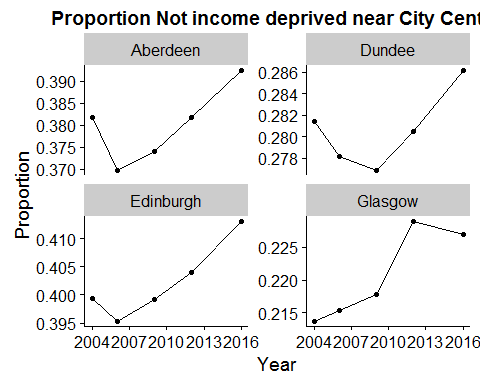 Proportion Not income deprived near City Cent
Aberdeen
Dundee
0.390
0.385
0.380
0.375
0.370
0.286
0.284
0.282
0.280
0.278
Proportion
Edinburgh
Glasgow
0.410
0.405
0.400
0.395
0.225
0.220
0.215
2004 2007 2010 2013 2016
2004 2007 2010 2013 2016
Year